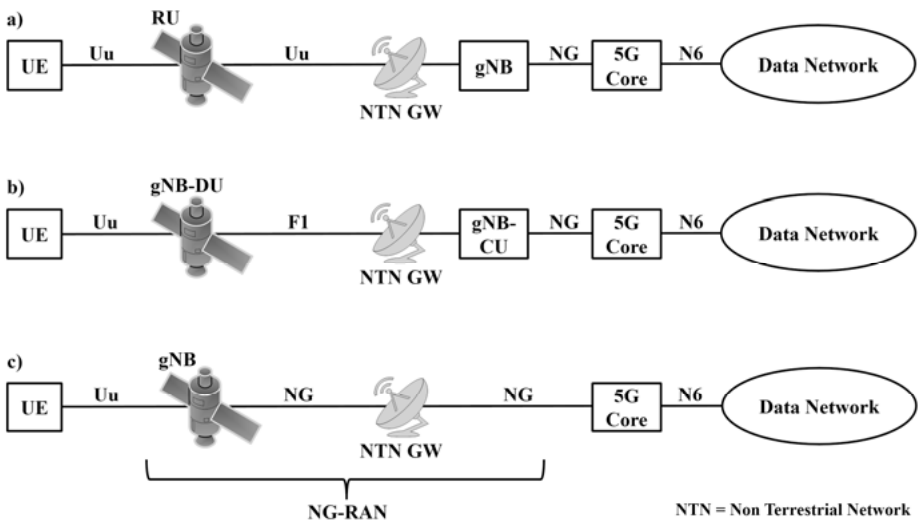 a)
RU
UE
Uu
Uu
NTN GW
gNB
NG
5G
Core
N6
Data Network
b)
gNB-DU
UE
Uu
F1
NTN GW
gNB-
CU
NG
5G
Core
N6
Data Network
c)
gNB
UE
Uu
NG
NTN GW
NG
5G
Core
N6
Data Network
NG-RAN
NTN = Non Terrestrial Network